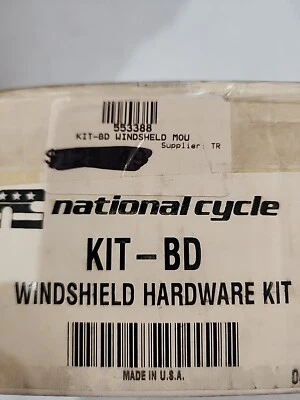 553388
KIT-BD WINDSHIELD MOU
Supplier: TR
national cycle
KIT-BD
WINDSHIELD HARDWARE KIT
MADE IN U.S.A.